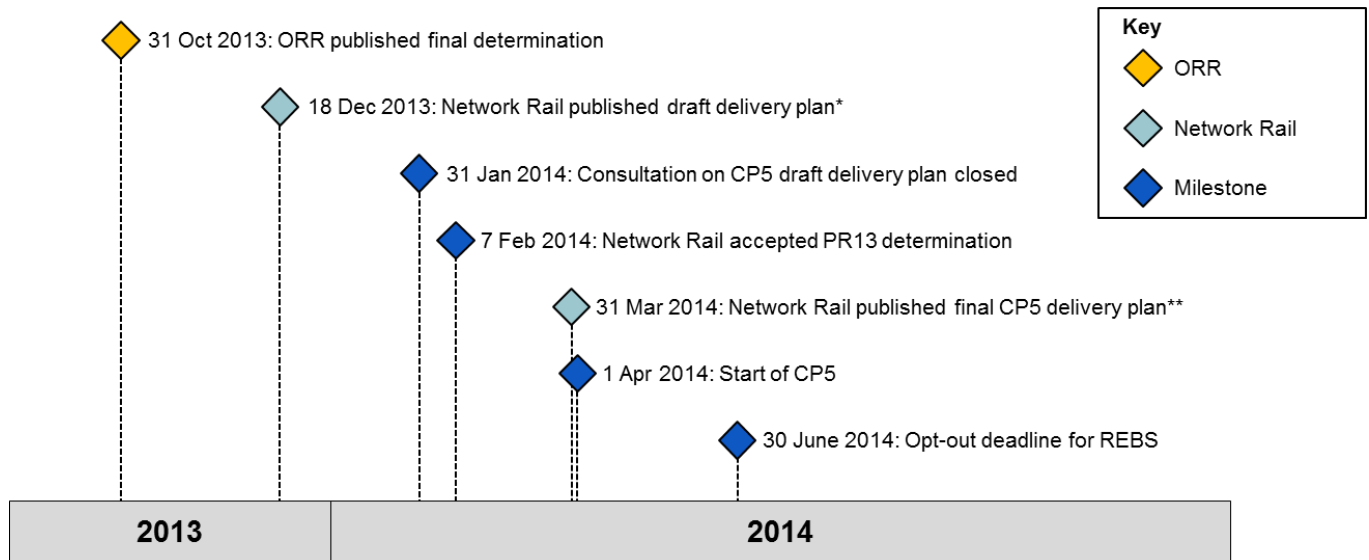 31 Oct 2013: ORR published final determination
18 Dec 2013: Network Rail published draft delivery plan*
31 Jan 2014: Consultation on CP5 draft delivery plan closed
7 Feb 2014: Network Rail accepted PR13 determination
31 Mar 2014: Network Rail published final CP5 delivery plan**
1 Apr 2014: Start of CP5
30 June 2014: Opt-out deadline for REBS
2013
2014
Key
ORR
Network Rail
Milestone